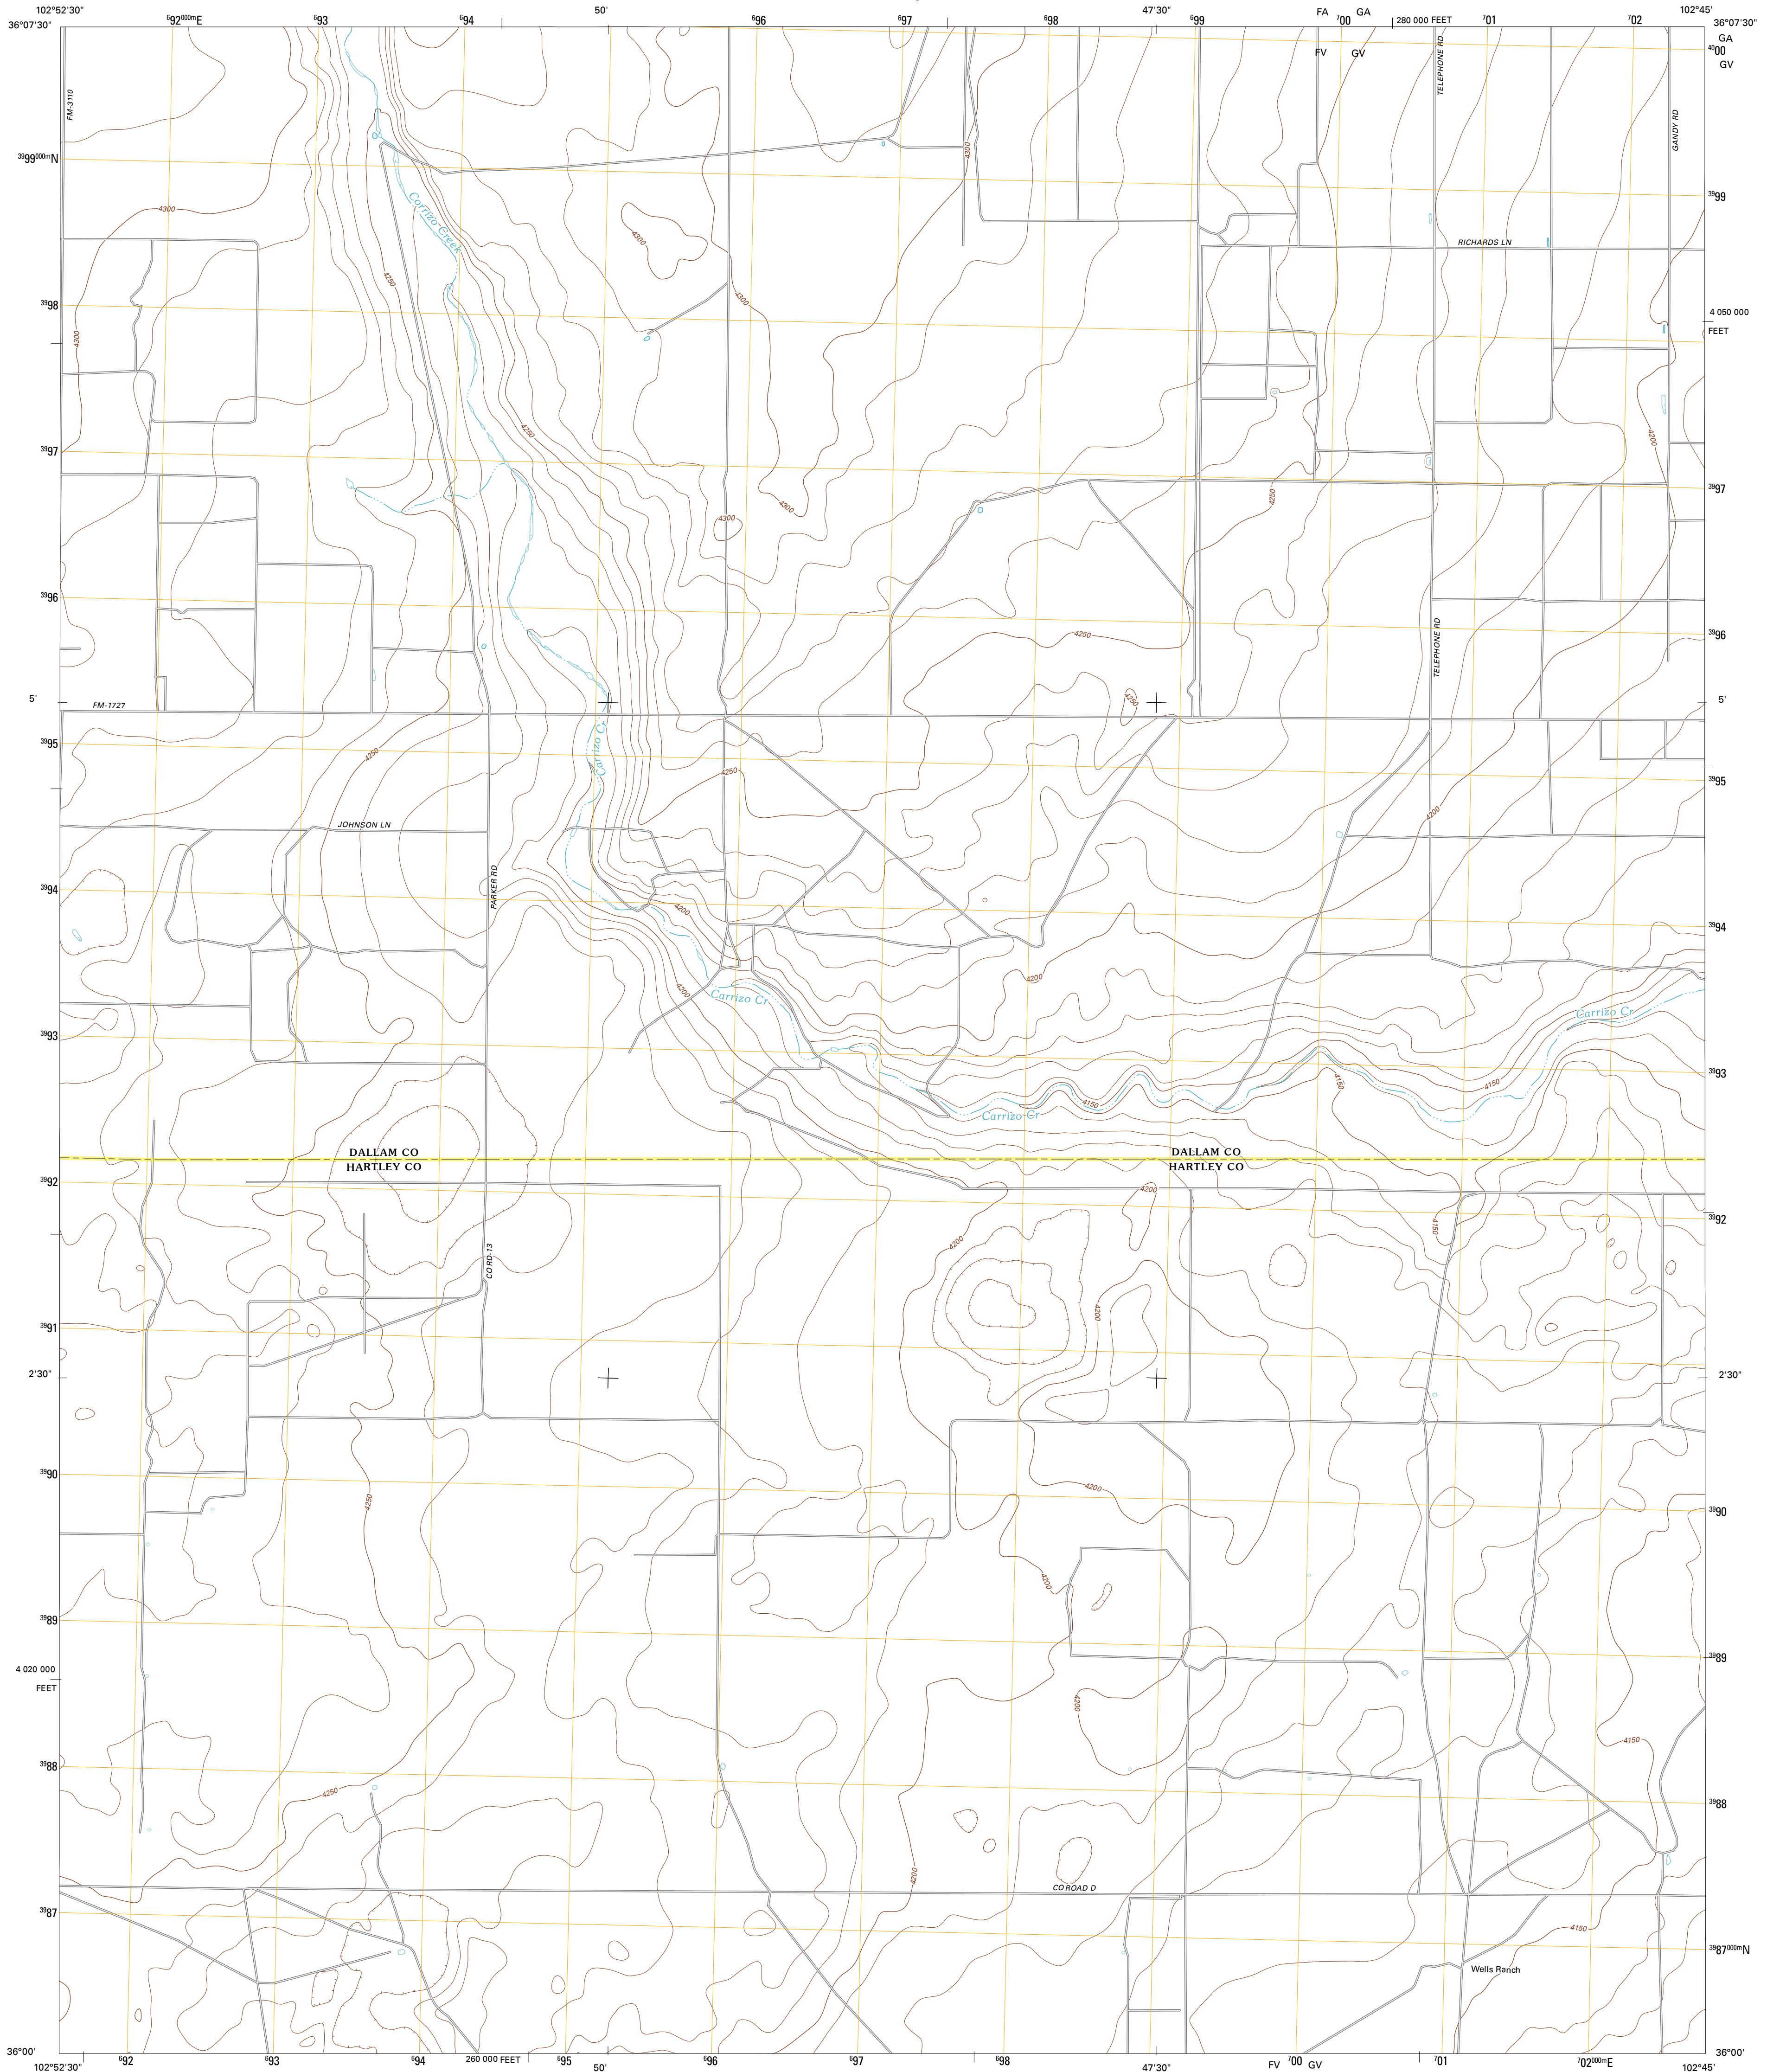 102°52'30"
⁶92⁰⁰⁰ᵐE
⁶93
⁶94
50'
⁶96
⁶97
⁶98
47'30"
⁶99
FA GA
⁷00
280 000 FEET
⁷01
⁷02
102°45'
36°07'30"
36°07'30"
FV GV
GA
⁴⁰00
GV
FM-3110
TELEPHONE RD
GANDY RD
³⁹99⁰⁰⁰ᵐN
4300
³⁹99
4300
Corrizo Creek
4300
RICHARDS LN
4250
4300
³⁹98
4 050 000
FEET
4300
4250
4200
³⁹97
³⁹97
4250
4300
4300
³⁹96
4250
TELEPHONE RD
³⁹96
5'
4250
5'
FM-1727
³⁹95
Carrizo Cr
4250
4250
³⁹95
4200
JOHNSON LN
PARKER RD
³⁹94
4200
³⁹94
4200
4200
Carrizo Cr
Carrizo Cr
³⁹93
³⁹93
4150
4150
4150
Carrizo Cr
DALLAM CO
HARTLEY CO
DALLAM CO
HARTLEY CO
³⁹92
4200
³⁹92
4150
4200
CO RD-13
4200
³⁹91
2'30"
2'30"
³⁹90
4200
4250
³⁹90
4200
³⁹89
³⁹89
4 020 000
FEET
4200
4150
³⁹88
4250
³⁹88
4200
CO ROAD D
³⁹87
4150
³⁹87⁰⁰⁰ᵐN
Wells Ranch
36°00'
36°00'
102°52'30"
⁶92
⁶93
⁶94
260 000 FEET
⁶95
50'
⁶96
⁶97
⁶98
47'30"
FV ⁷00 GV
⁷01
⁷02⁰⁰⁰ᵐE
102°45'